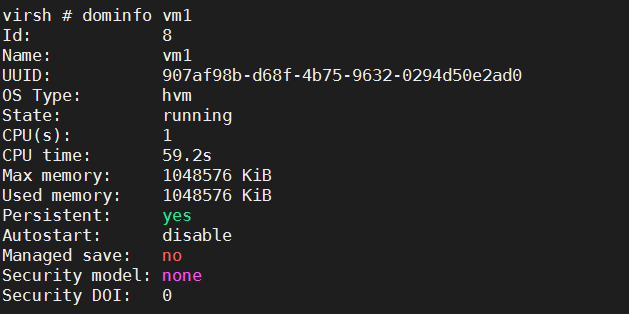 virsh # dominfo vm1
Id:             8
Name:           vm1
UUID:           907af98b-d68f-4b75-9632-0294d50e2ad0
OS Type:        hvm
State:          running
CPU(s):         1
CPU time:       59.2s
Max memory:     1048576 KiB
Used memory:    1048576 KiB
Persistent:     yes
Autostart:      disable
Managed save:   no
Security model: none
Security DOI:   0